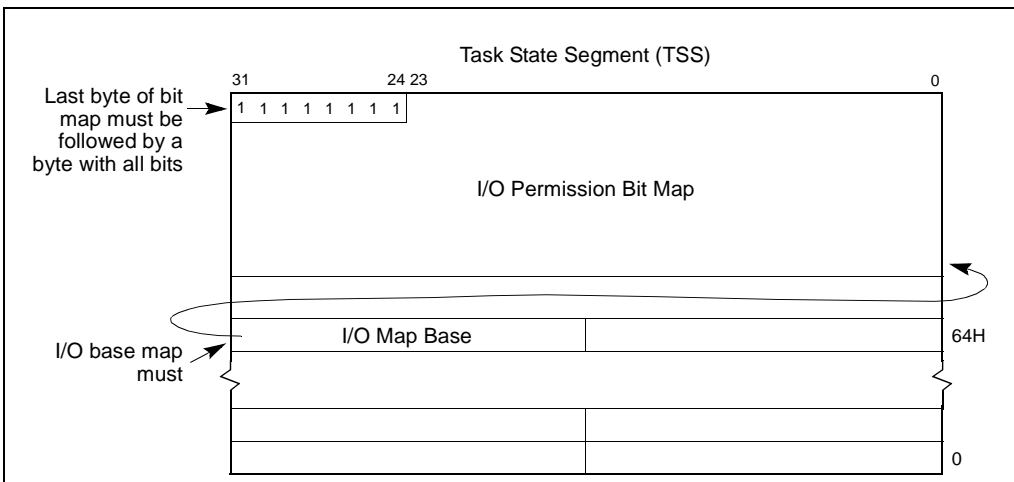 Task State Segment (TSS)
31 24 23 0
Last byte of bit
map must be
followed by a
byte with all bits
1 1 1 1 1 1 1 1
I/O Permission Bit Map
I/O Map Base
64H
I/O base map
must
0